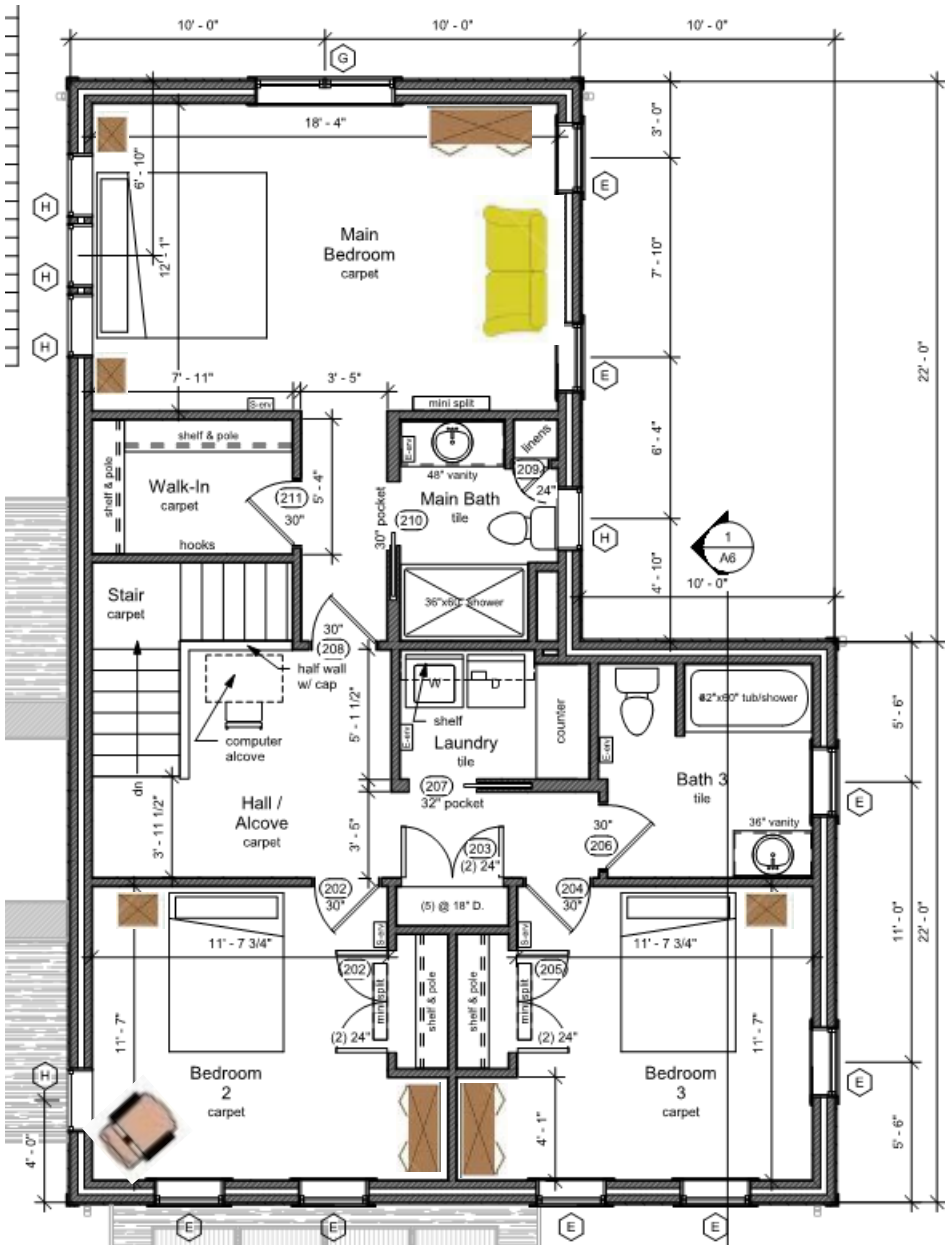 10' - 0"
10' - 0"
10' - 0"
G
18' - 4"
3' - 0"
6' - 10"
E
H
Main
Bedroom
carpet
12' - 1"
7' - 10"
H
H
22' - 0"
E
7' - 11"
3' - 5"
S-erv
mini split
shelf & pole
E-erv
linens
6' - 4"
48" vanity
209
24"
shelf & pole
Walk-In
carpet
211
30"
5' - 4"
30" pocket
210
Main Bath
tile
hooks
H
1
A6
4' - 10"
10' - 0"
Stair
carpet
36"x60" shower
30"
208
half wall
w/ cap
W
D
shelf
5' - 1 1/2"
computer
alcove
E-erv
Laundry
tile
counter
E-erv
62"x60" tub/shower
5' - 6"
dn
207
32" pocket
Bath 3
tile
E
3' - 11 1/2"
Hall /
Alcove
carpet
3' - 5"
203
(2) 24"
30"
206
36" vanity
202
30"
(5) @ 18" D.
204
30"
S-erv
S-erv
11' - 7 3/4"
11' - 7 3/4"
11' - 0"
22' - 0"
202
mini split
shelf & pole
shelf & pole
mini split
205
11' - 7"
(2) 24"
(2) 24"
11' - 7"
H
Bedroom
2
carpet
Bedroom
3
carpet
E
4' - 0"
4' - 1"
5' - 6"
E
E
E
E